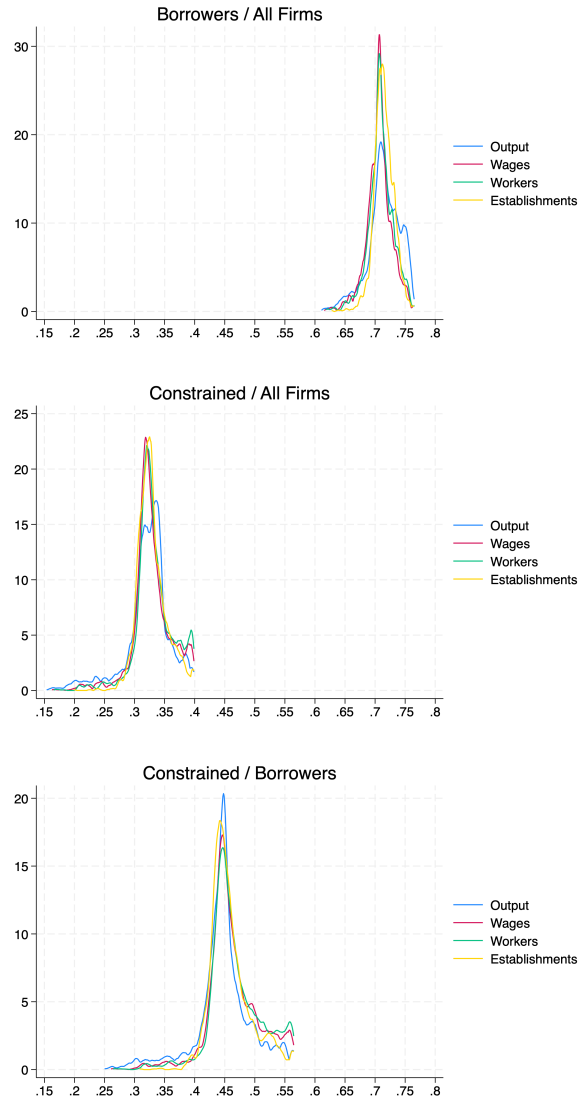 Borrowers / All Firms
30
20
10
0
.15 .2 .25 .3 .35 .4 .45 .5 .55 .6 .65 .7 .75 .8
Output
Wages
Workers
Establishments
Constrained / All Firms
25
20
15
10
5
0
.15 .2 .25 .3 .35 .4 .45 .5 .55 .6 .65 .7 .75 .8
Output
Wages
Workers
Establishments
Constrained / Borrowers
20
15
10
5
0
.15 .2 .25 .3 .35 .4 .45 .5 .55 .6 .65 .7 .75 .8
Output
Wages
Workers
Establishments